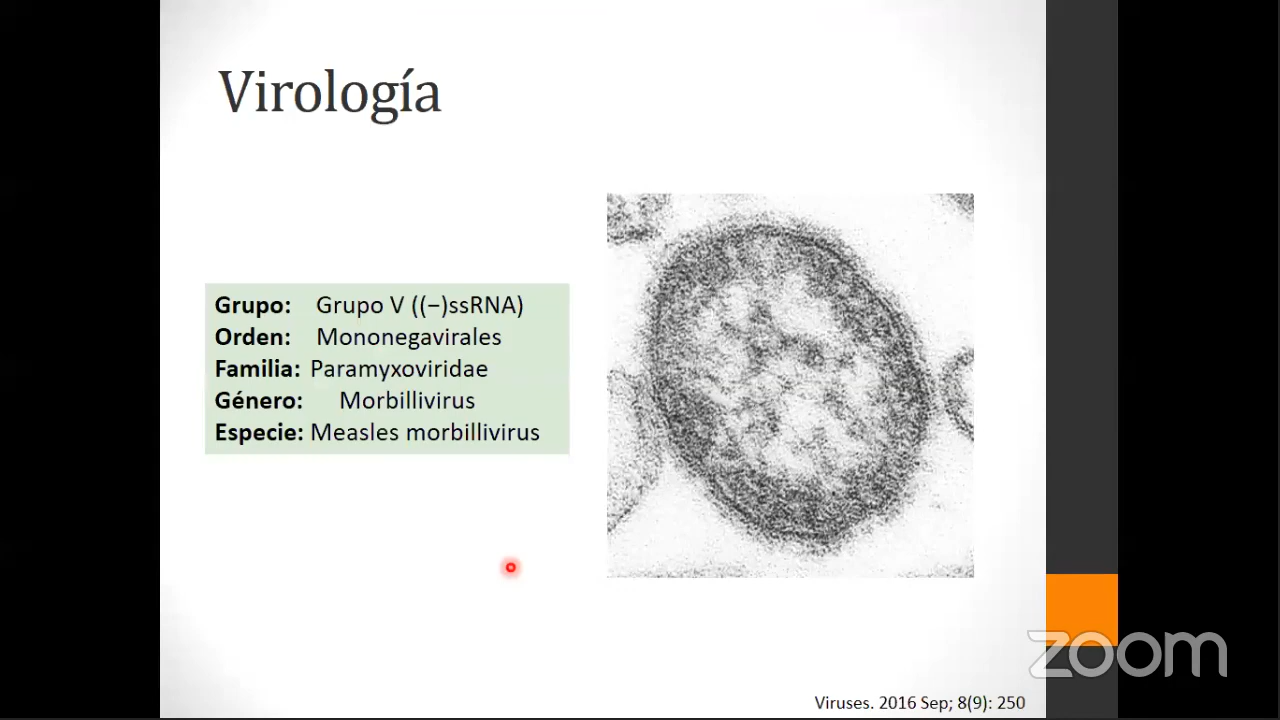 Virología
Grupo: Grupo V ((−)ssRNA)
Orden: Mononegavirales
Familia: Paramyxoviridae
Género: Morbillivirus
Especie: Measles morbillivirus
zoom
Viruses. 2016 Sep; 8(9): 250